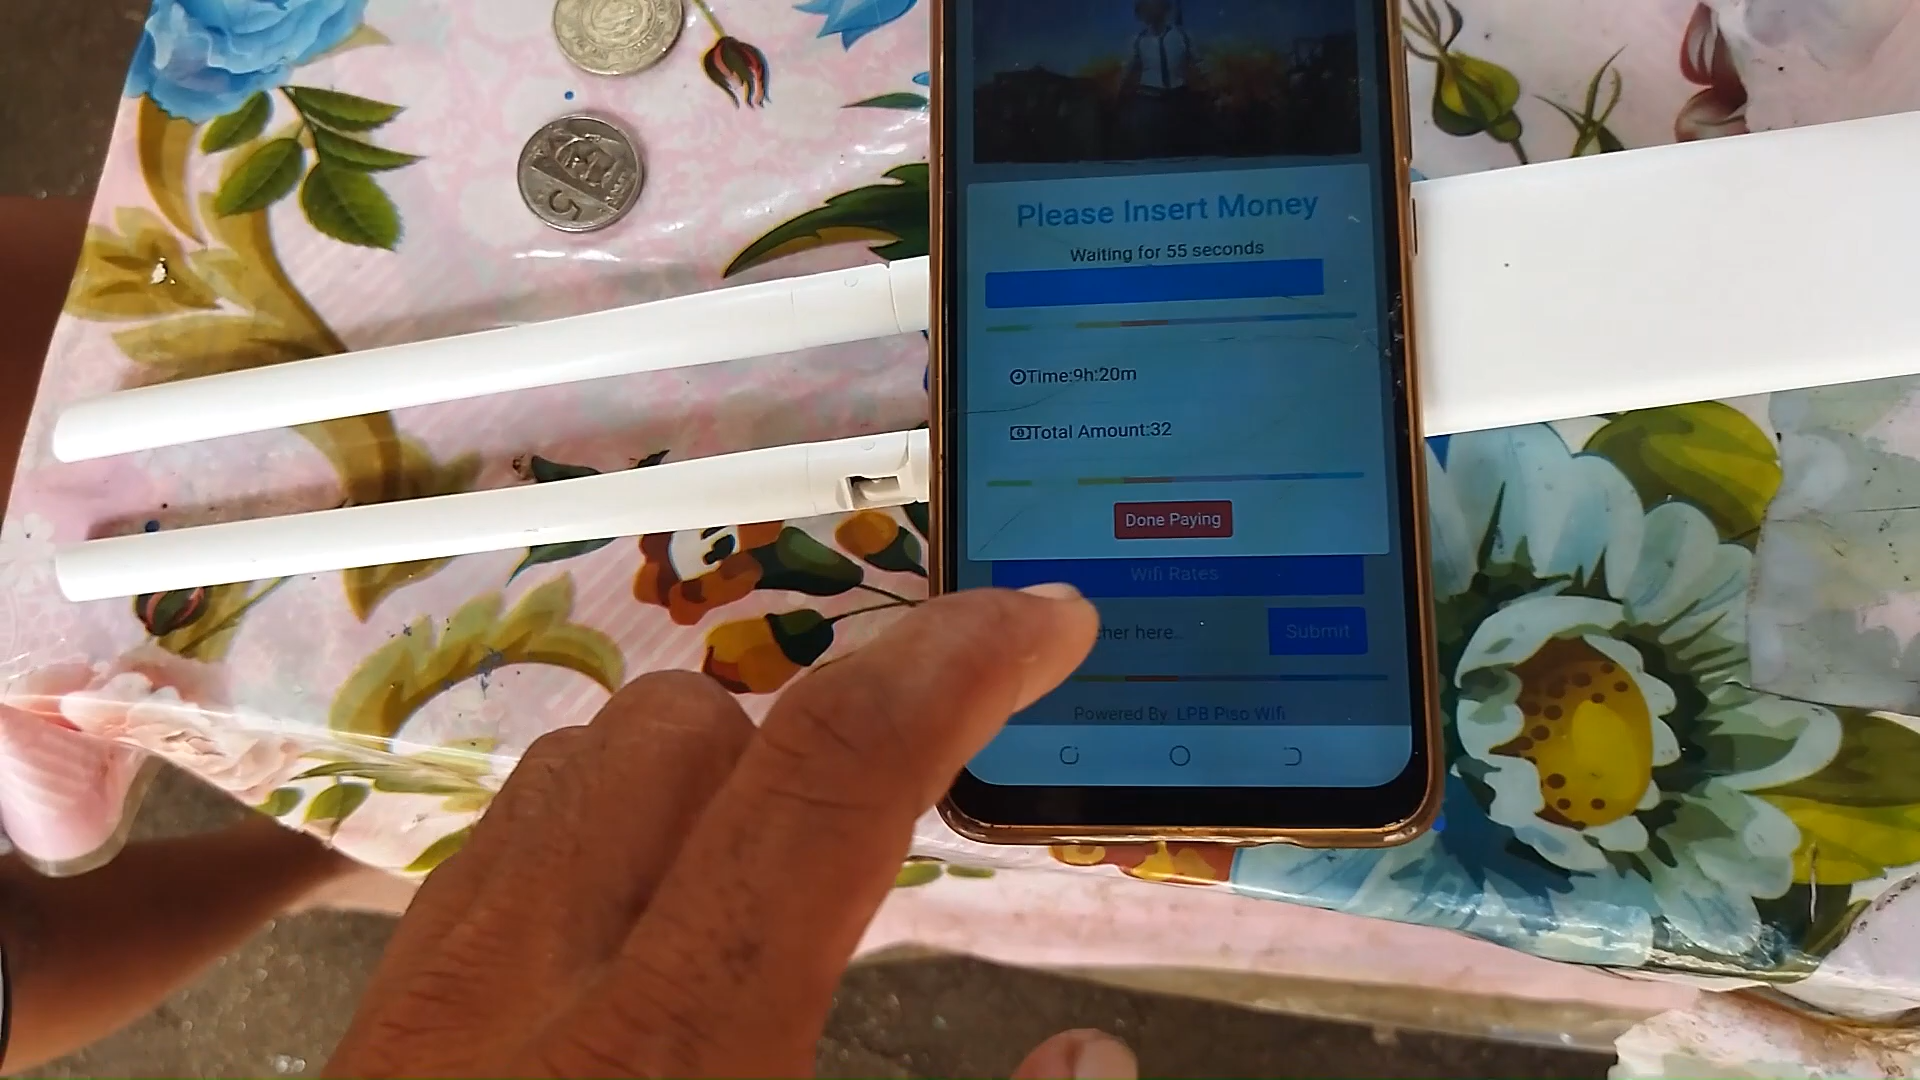 5
Please Insert Money
Waiting for 55 seconds
Time:9h:20m
Total Amount:32
Done Paying
Wifi Rates
cher here..
Submit
Powered By: LPB Piso Wifi